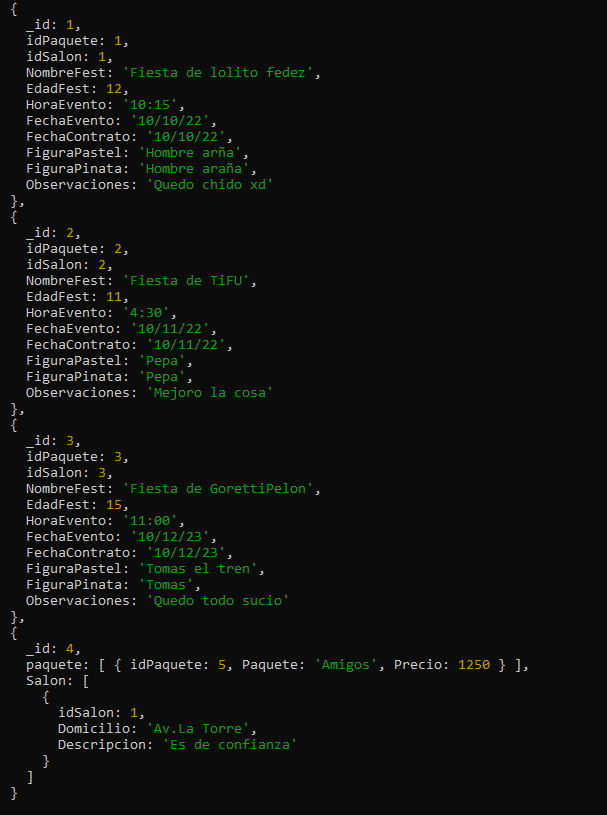 {
  _id: 1,
  idPaquete: 1,
  idSalon: 1,
  NombreFest: 'Fiesta de lolito fedez',
  EdadFest: 12,
  HoraEvento: '10:15',
  FechaEvento: '10/10/22',
  FechaContrato: '10/10/22',
  FiguraPastel: 'Hombre arña',
  FiguraPinata: 'Hombre araña',
  Observaciones: 'Quedo chido xd'
},
{
  _id: 2,
  idPaquete: 2,
  idSalon: 2,
  NombreFest: 'Fiesta de TiFU',
  EdadFest: 11,
  HoraEvento: '4:30',
  FechaEvento: '10/11/22',
  FechaContrato: '10/11/22',
  FiguraPastel: 'Pepa',
  FiguraPinata: 'Pepa',
  Observaciones: 'Mejoro la cosa'
},
{
  _id: 3,
  idPaquete: 3,
  idSalon: 3,
  NombreFest: 'Fiesta de GorettiPelon',
  EdadFest: 15,
  HoraEvento: '11:00',
  FechaEvento: '10/12/23',
  FechaContrato: '10/12/23',
  FiguraPastel: 'Tomas el tren',
  FiguraPinata: 'Tomas',
  Observaciones: 'Quedo todo sucio'
},
{
  _id: 4,
  paquete: [ { idPaquete: 5, Paquete: 'Amigos', Precio: 1250 } ],
  Salon: [
    {
      idSalon: 1,
      Domicilio: 'Av.La Torre',
      Descripcion: 'Es de confianza'
    }
  ]
}